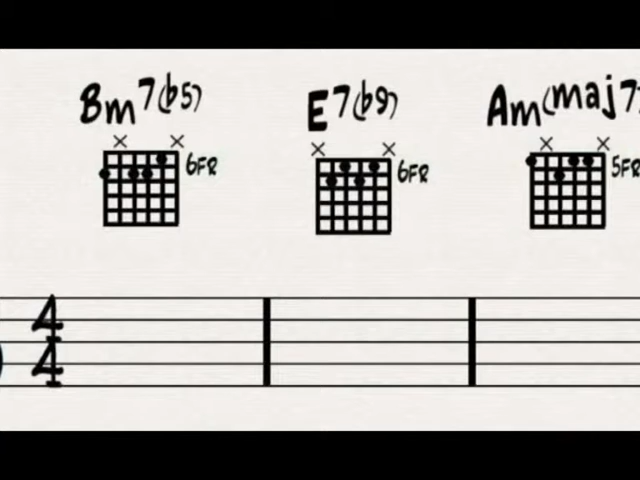 Bm7(b5) E7(b9) Am(maj7)
x x x x x x
6FR 6FR 5FR
4
4